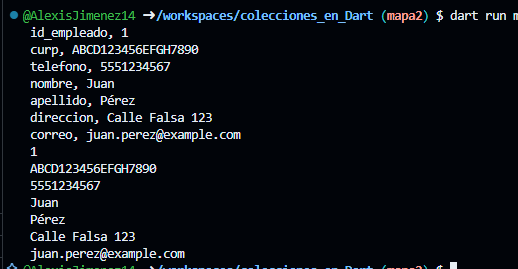 @AlexisJimenez14 ➜/workspaces/colecciones_en_Dart (mapa2) $ dart run m
id_empleado, 1
curp, ABCD123456EFGH7890
telefono, 5551234567
nombre, Juan
apellido, Pérez
direccion, Calle Falsa 123
correo, juan.perez@example.com
1
ABCD123456EFGH7890
5551234567
Juan
Pérez
Calle Falsa 123
juan.perez@example.com
@AlexisJimenez14 ➜/workspaces/colecciones_en_Dart (mapa2) $